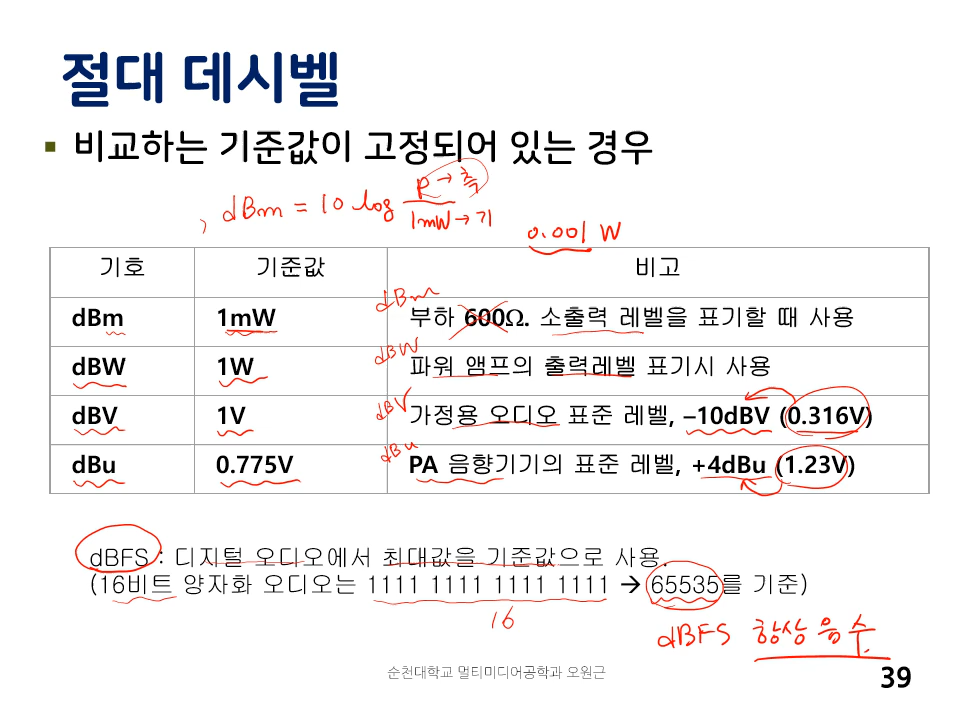 절대 데시벨
▪ 비교하는 기준값이 고정되어 있는 경우
, dBm = 10 log P → 측 / 1mW → 기
0.001 W
기호 기준값 비고
dBm 1mW dBm 부하 600Ω. 소출력 레벨을 표기할 때 사용
dBW 1W dBW 파워 앰프의 출력레벨 표기시 사용
dBV 1V dBV 가정용 오디오 표준 레벨, –10dBV (0.316V)
dBu 0.775V dBu PA 음향기기의 표준 레벨, +4dBu (1.23V)
dBFS : 디지털 오디오에서 최대값을 기준값으로 사용.
(16비트 양자화 오디오는 1111 1111 1111 1111 → 65535를 기준)
16
dBFS 항상 음수.
순천대학교 멀티미디어공학과 오원근
39